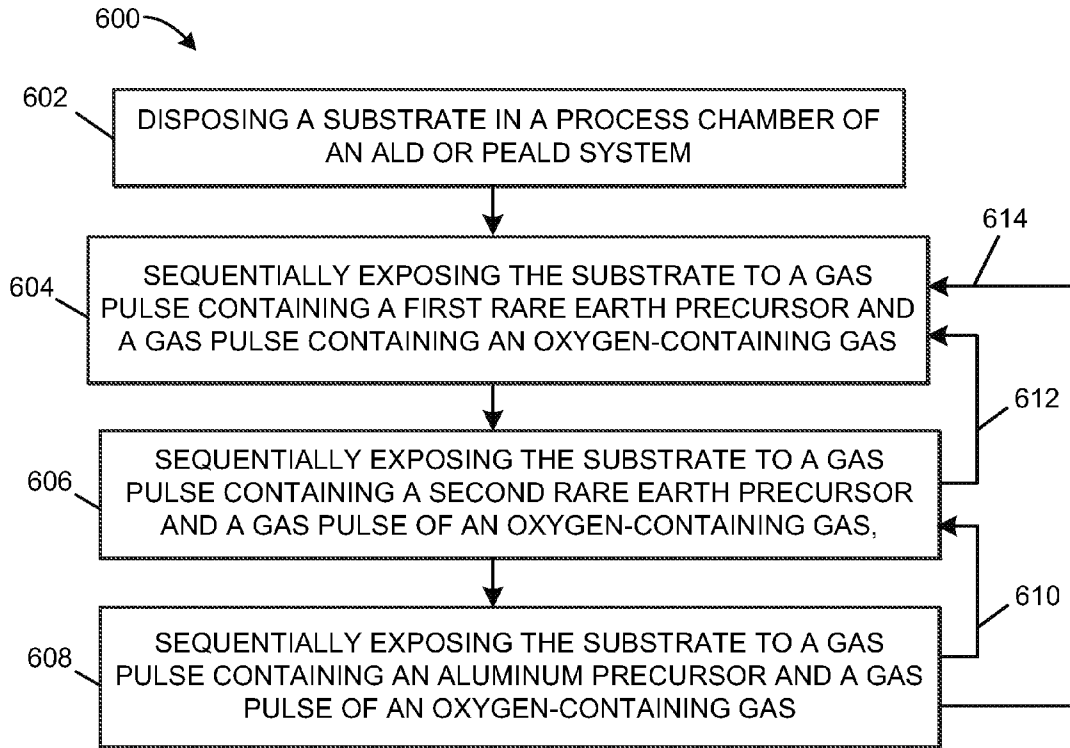 600
602
DISPOSING A SUBSTRATE IN A PROCESS CHAMBER OF
AN ALD OR PEALD SYSTEM
614
604
SEQUENTIALLY EXPOSING THE SUBSTRATE TO A GAS
PULSE CONTAINING A FIRST RARE EARTH PRECURSOR AND
A GAS PULSE CONTAINING AN OXYGEN-CONTAINING GAS
612
606
SEQUENTIALLY EXPOSING THE SUBSTRATE TO A GAS
PULSE CONTAINING A SECOND RARE EARTH PRECURSOR
AND A GAS PULSE OF AN OXYGEN-CONTAINING GAS,
610
608
SEQUENTIALLY EXPOSING THE SUBSTRATE TO A GAS
PULSE CONTAINING AN ALUMINUM PRECURSOR AND A GAS
PULSE OF AN OXYGEN-CONTAINING GAS